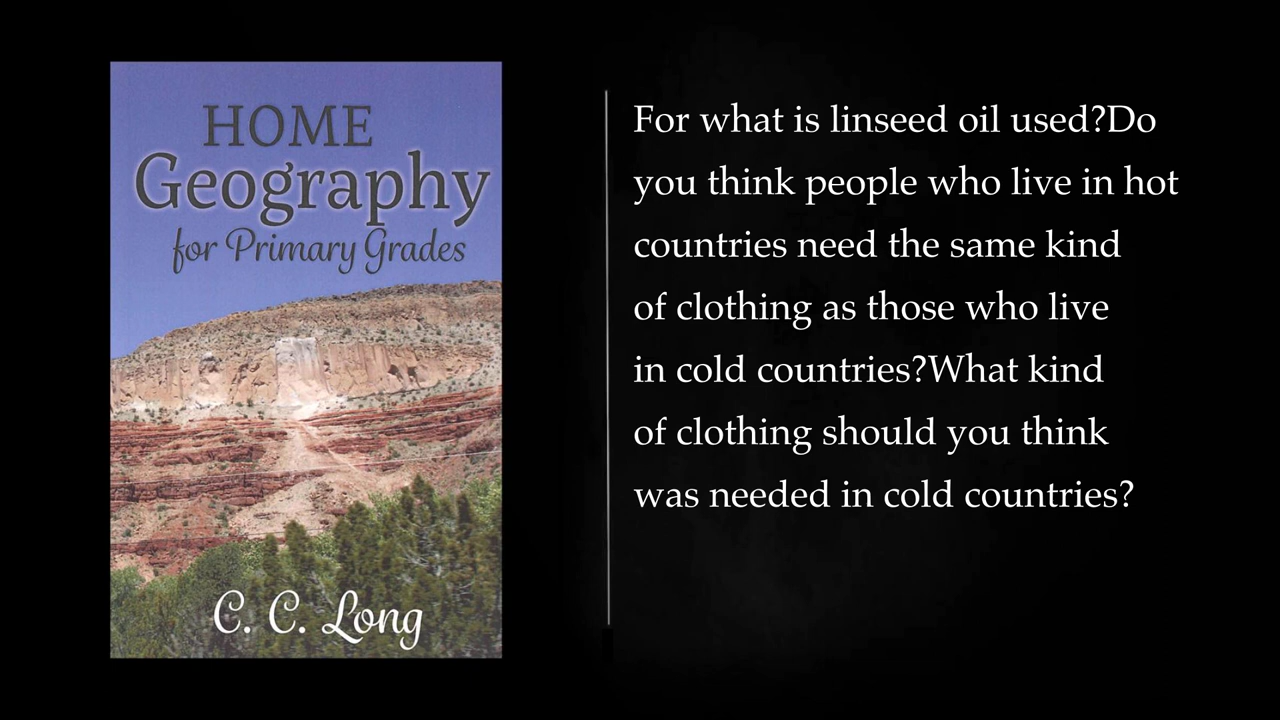 HOME
Geography
for Primary Grades
C. C. Long
For what is linseed oil used?Do
you think people who live in hot
countries need the same kind
of clothing as those who live
in cold countries?What kind
of clothing should you think
was needed in cold countries?